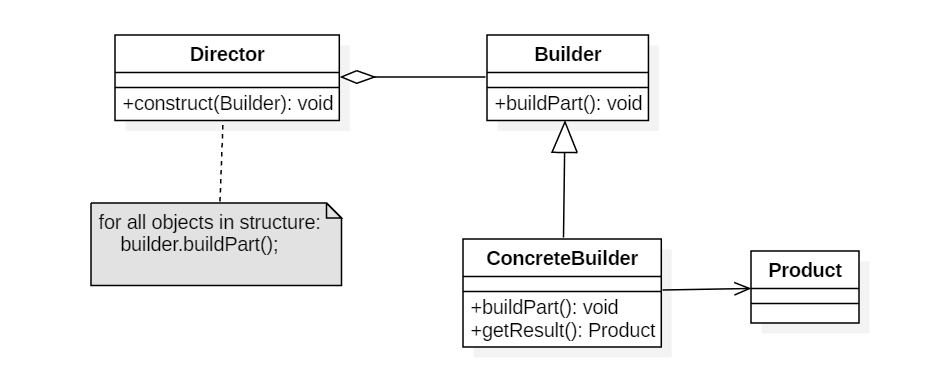 Director
+construct(Builder): void
Builder
+buildPart(): void
for all objects in structure:
builder.buildPart();
ConcreteBuilder
+buildPart(): void
+getResult(): Product
Product